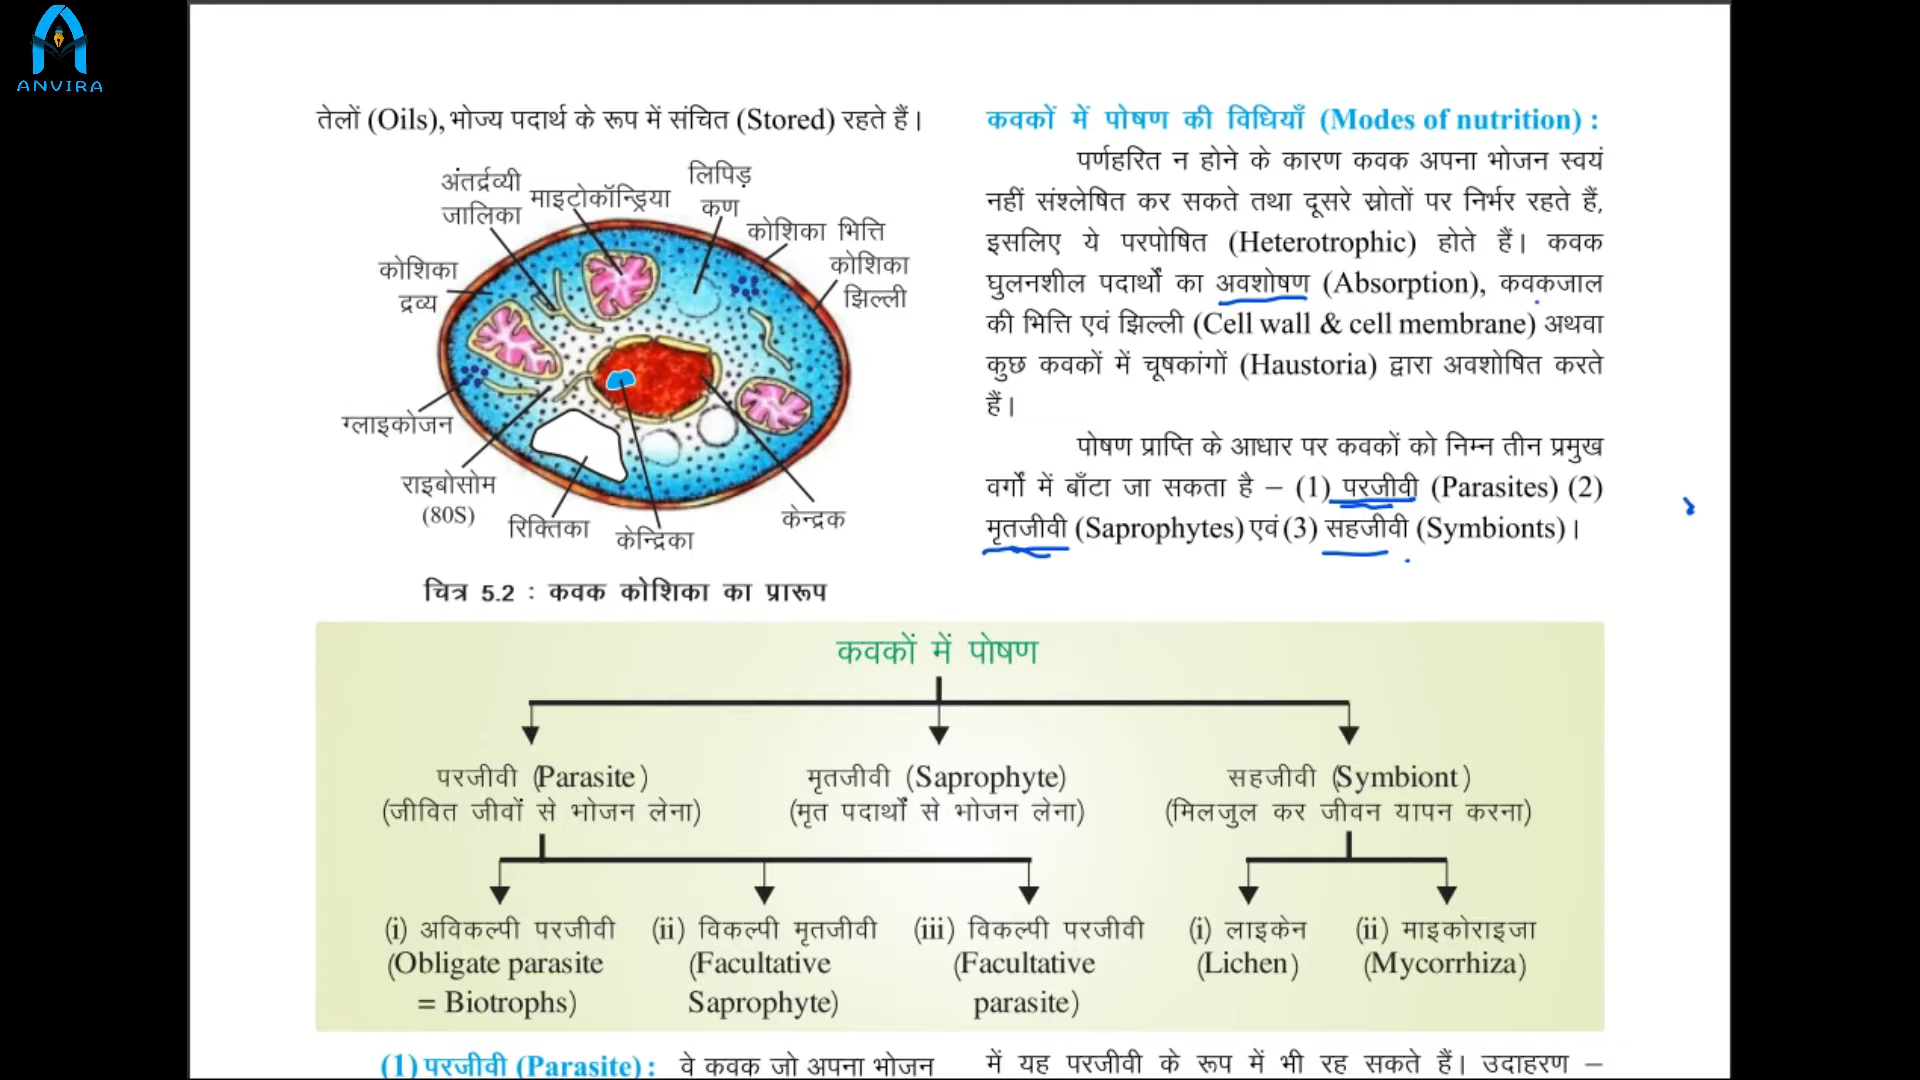 ANVIRA
तेलों (Oils), भोज्य पदार्थ के रूप में संचित (Stored) रहते हैं।
अंतर्द्रव्यी
जालिका
माइटोकॉन्ड्रिया
लिपिड़
कण
कोशिका भित्ति
कोशिका
झिल्ली
कोशिका
द्रव्य
ग्लाइकोजन
राइबोसोम
(80S)
रिक्तिका
केन्द्रिका
केन्द्रक
चित्र 5.2 : कवक कोशिका का प्रारूप
कवकों में पोषण की विधियाँ (Modes of nutrition) :
पर्णहरित न होने के कारण कवक अपना भोजन स्वयं
नहीं संश्लेषित कर सकते तथा दूसरे स्रोतों पर निर्भर रहते हैं,
इसलिए ये परपोषित (Heterotrophic) होते हैं। कवक
घुलनशील पदार्थों का अवशोषण (Absorption), कवकजाल
की भित्ति एवं झिल्ली (Cell wall & cell membrane) अथवा
कुछ कवकों में चूषकांगों (Haustoria) द्वारा अवशोषित करते
हैं।
पोषण प्राप्ति के आधार पर कवकों को निम्न तीन प्रमुख
वर्गों में बाँटा जा सकता है – (1) परजीवी (Parasites) (2)
मृतजीवी (Saprophytes) एवं (3) सहजीवी (Symbionts)।
कवकों में पोषण
परजीवी (Parasite)
(जीवित जीवों से भोजन लेना)
मृतजीवी (Saprophyte)
(मृत पदार्थों से भोजन लेना)
सहजीवी (Symbiont)
(मिलजुल कर जीवन यापन करना)
(i) अविकल्पी परजीवी
(Obligate parasite
= Biotrophs)
(ii) विकल्पी मृतजीवी
(Facultative
Saprophyte)
(iii) विकल्पी परजीवी
(Facultative
parasite)
(i) लाइकेन
(Lichen)
(ii) माइकोराइजा
(Mycorrhiza)
(1) परजीवी (Parasite) : वे कवक जो अपना भोजन
में यह परजीवी के रूप में भी रह सकते हैं। उदाहरण –